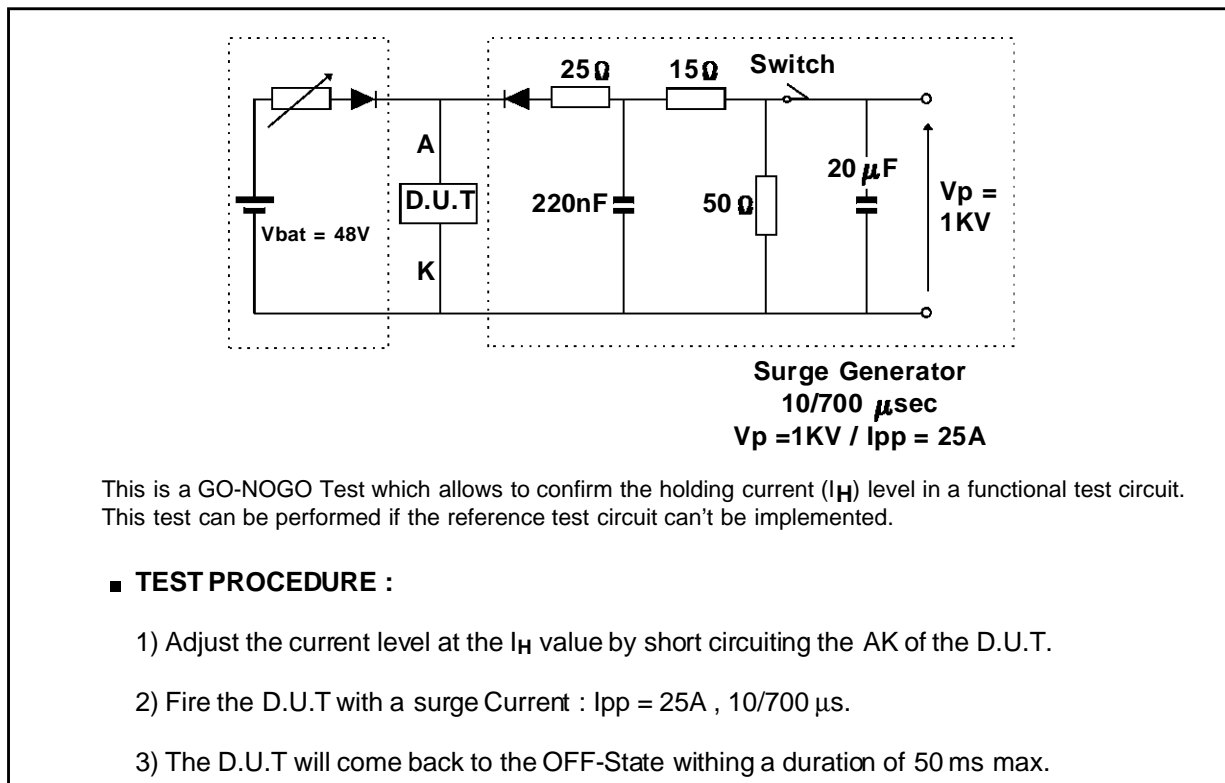 25Ω 15Ω Switch
A
D.U.T
Vbat = 48V
K
220nF
50Ω
20 μF
Vp =
1KV
Surge Generator
10/700 μsec
Vp =1KV / Ipp = 25A
This is a GO-NOGO Test which allows to confirm the holding current (IH) level in a functional test circuit.
This test can be performed if the reference test circuit can't be implemented.
■ TEST PROCEDURE :
1) Adjust the current level at the IH value by short circuiting the AK of the D.U.T.
2) Fire the D.U.T with a surge Current : Ipp = 25A , 10/700 μs.
3) The D.U.T will come back to the OFF-State withing a duration of 50 ms max.